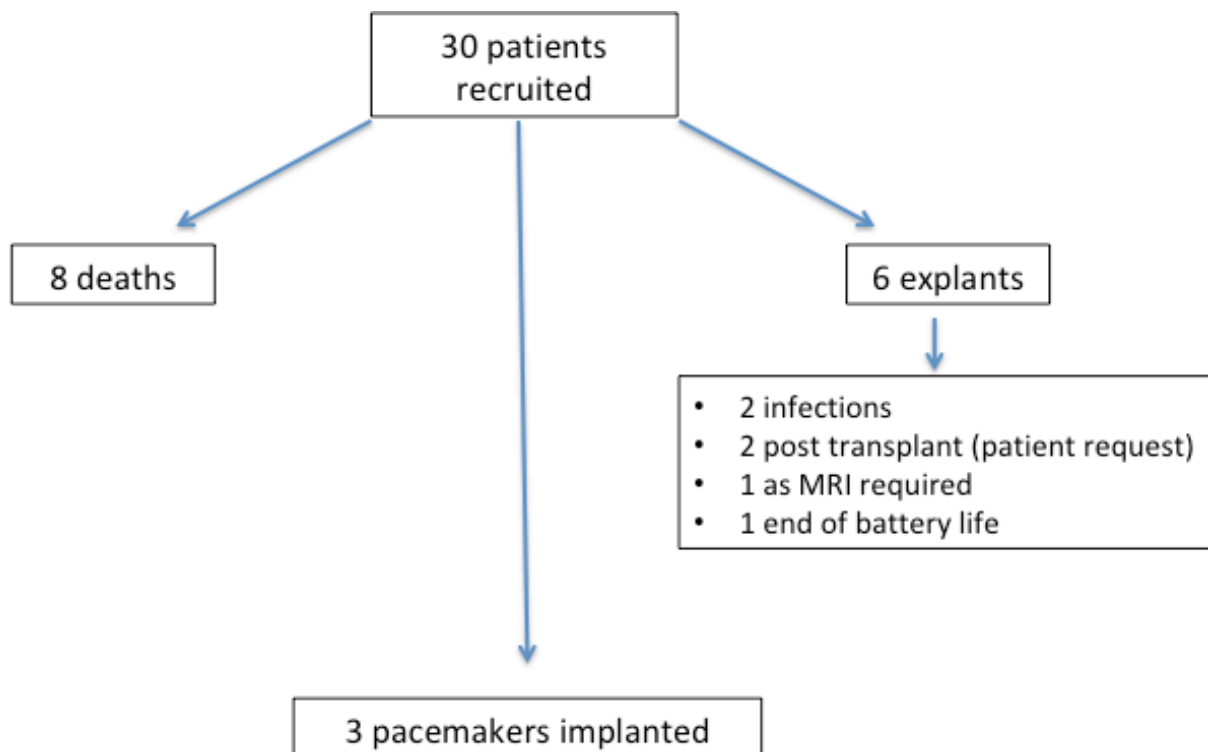 30 patients
recruited
8 deaths
6 explants
• 2 infections
• 2 post transplant (patient request)
• 1 as MRI required
• 1 end of battery life
3 pacemakers implanted